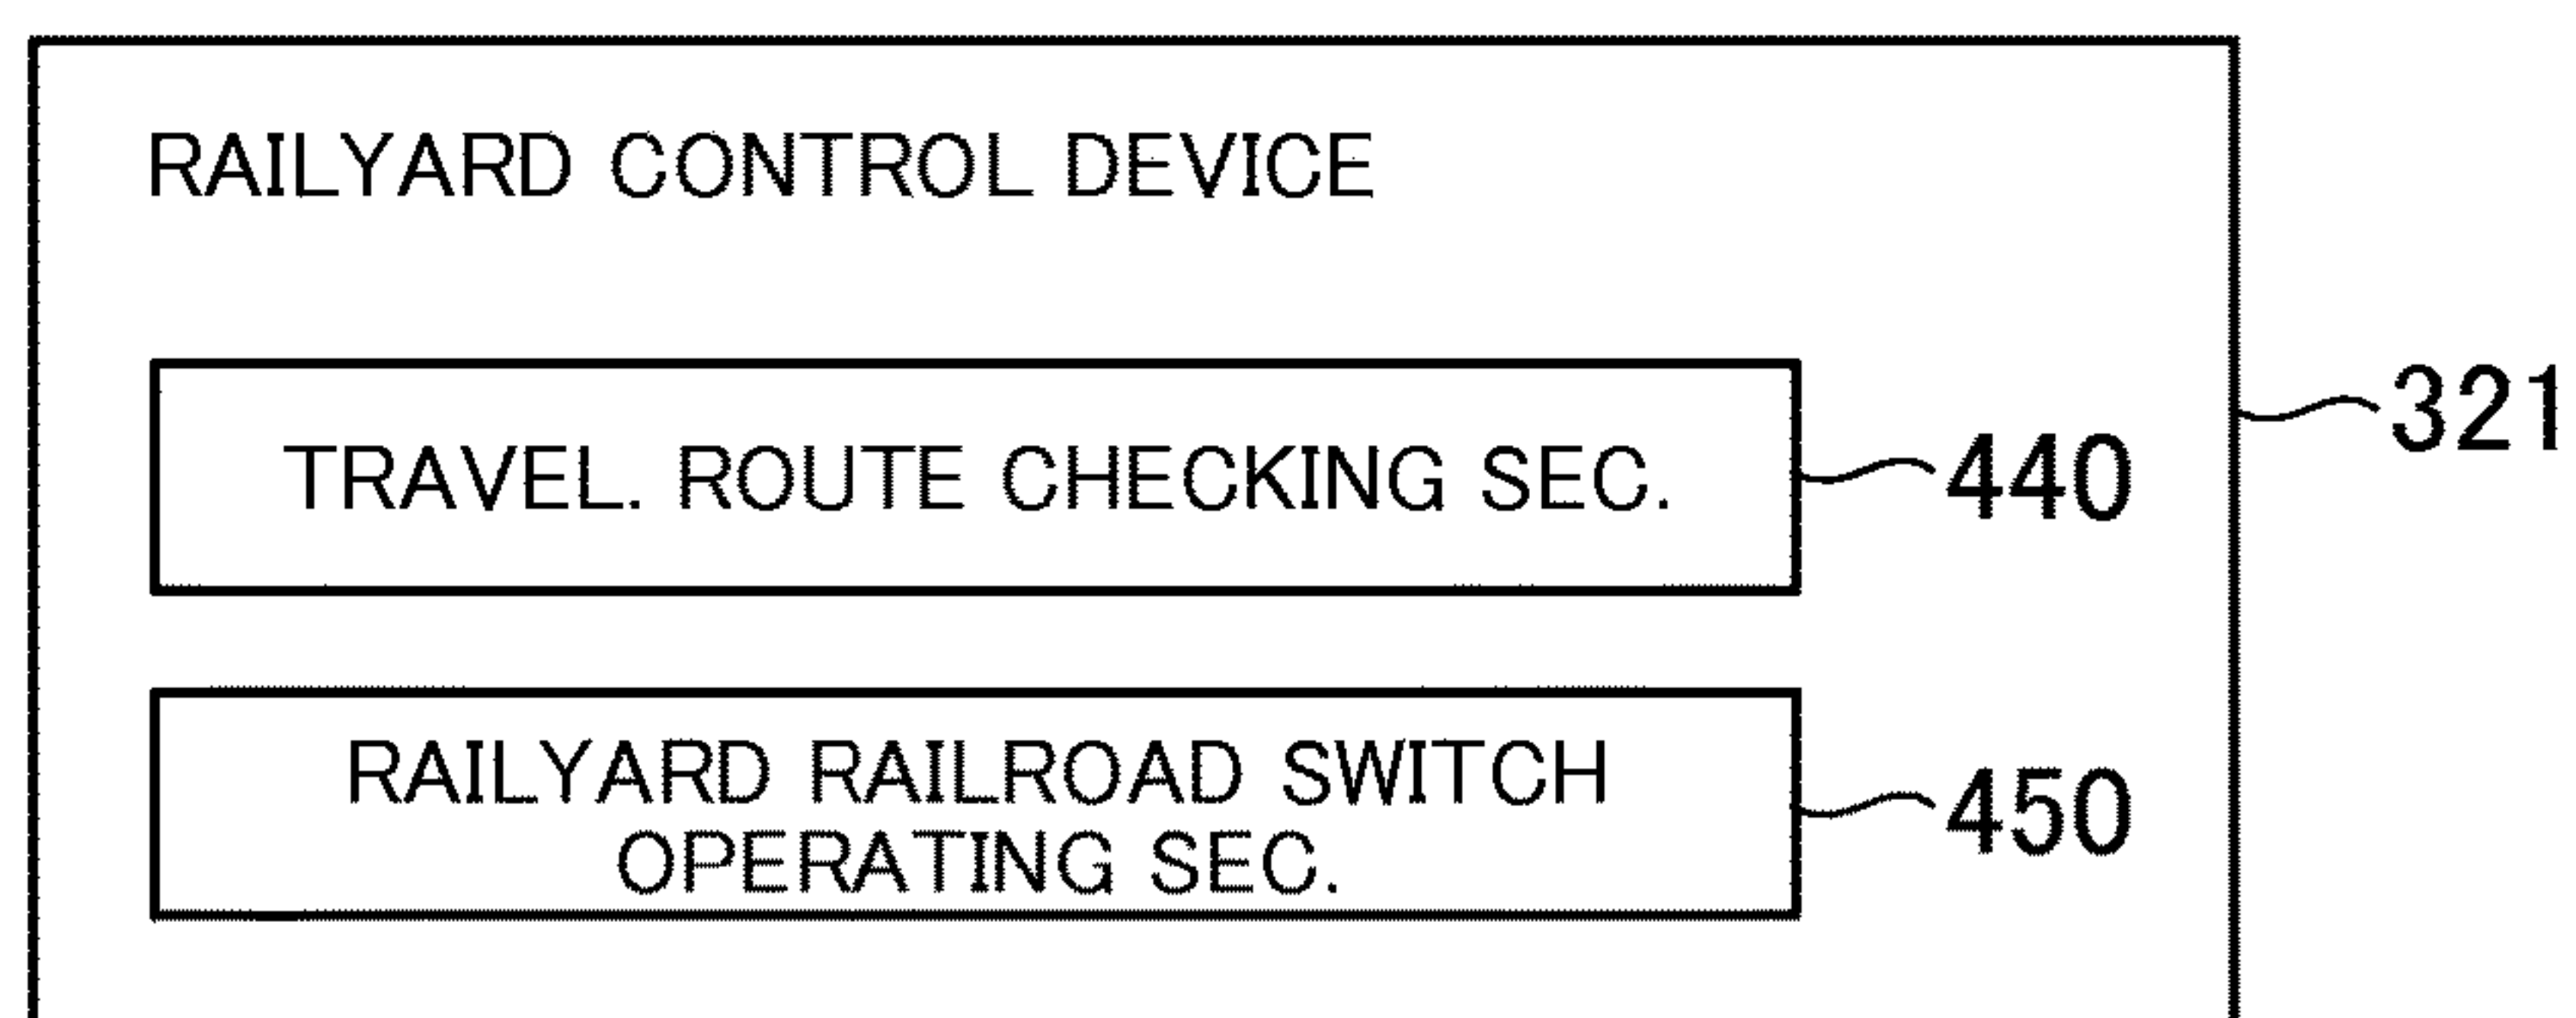 RAILYARD CONTROL DEVICE
321
TRAVEL. ROUTE CHECKING SEC.
440
RAILYARD RAILROAD SWITCH
OPERATING SEC.
450